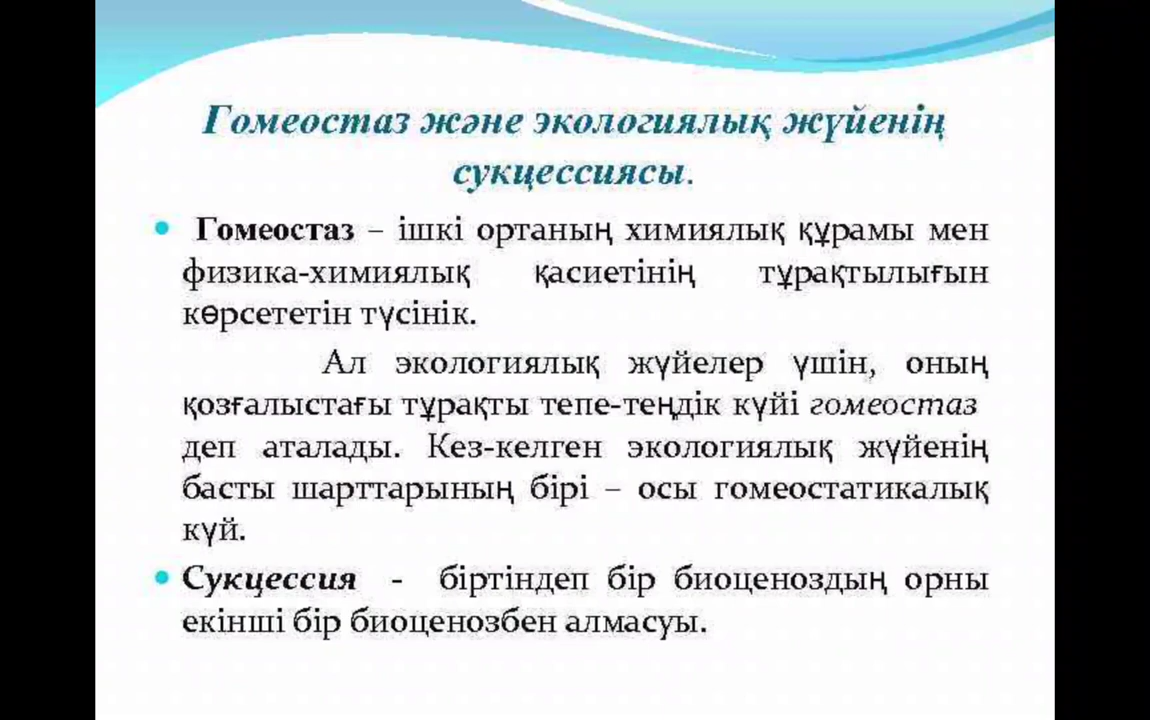 Гомеостаз және экологиялық жүйенің
сукцессиясы.
Гомеостаз – ішкі ортаның химиялық құрамы мен
физика-химиялық қасиетінің тұрақтылығын
көрсететін түсінік.
Ал экологиялық жүйелер үшін, оның
қозғалыстағы тұрақты тепе-теңдік күйі гомеостаз
деп аталады. Кез-келген экологиялық жүйенің
басты шарттарының бірі – осы гомеостатикалық
күй.
Сукцессия - біртіндеп бір биоценоздың орны
екінші бір биоценозбен алмасуы.